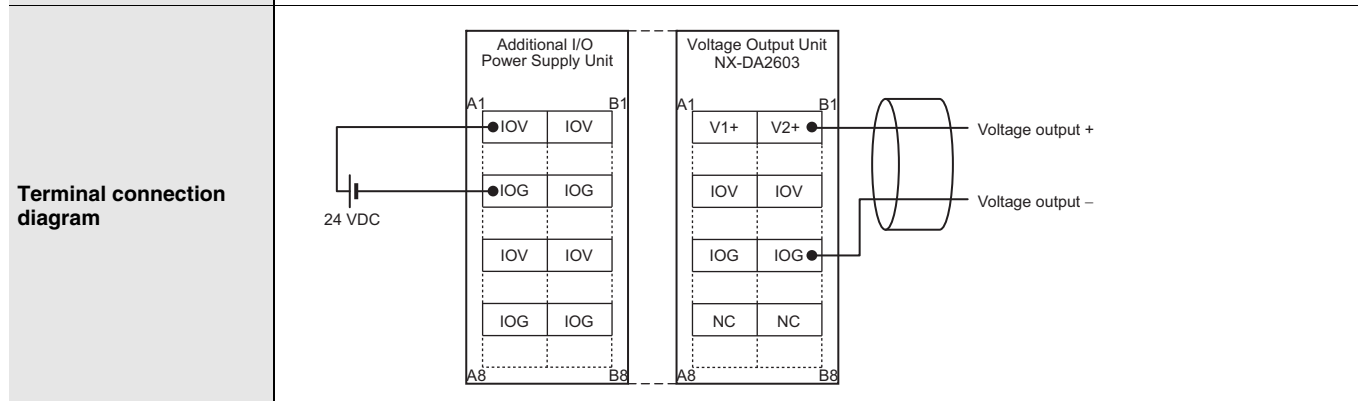 Terminal connection
diagram
24 VDC
Additional I/O
Power Supply Unit
A1 B1
IOV IOV
IOG IOG
IOV IOV
IOG IOG
A8 B8
Voltage Output Unit
NX-DA2603
A1 B1
V1+ V2+
IOV IOV
IOG IOG
NC NC
A8 B8
Voltage output +
Voltage output −